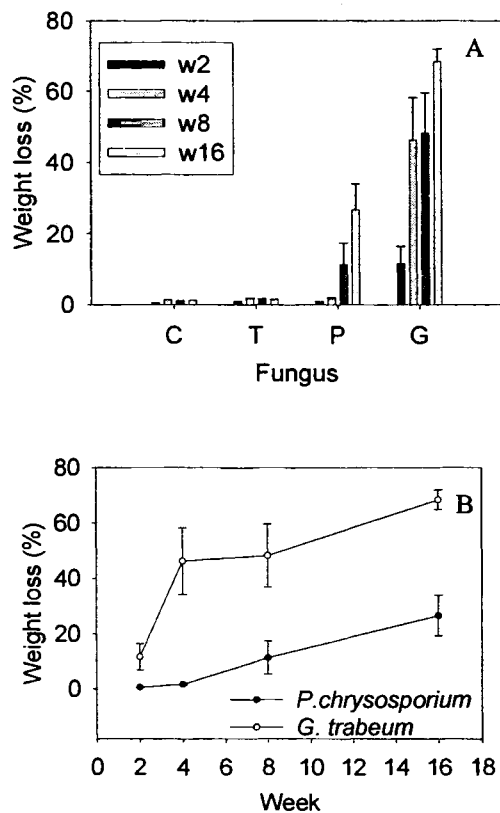 A
80
60
40
20
0
Weight loss (%)
w2
w4
w8
w16
C T P G
Fungus
B
80
60
40
20
0
Weight loss (%)
P.chrysosporium
G. trabeum
0 2 4 6 8 10 12 14 16 18
Week